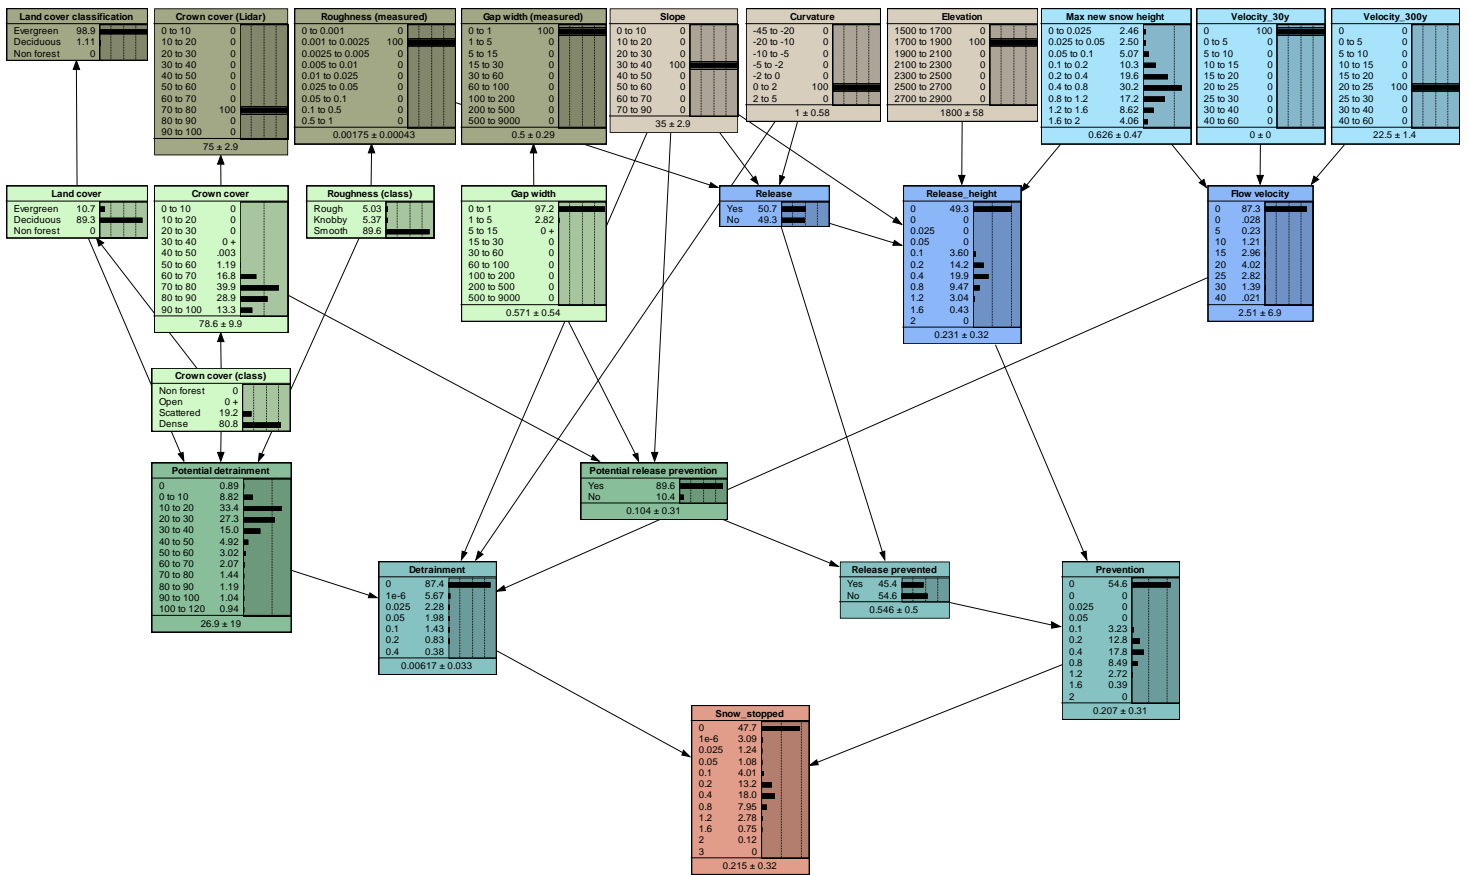 Land cover classification
Evergreen 98.9
Deciduous 1.11
Non forest 0
Crown cover (Lidar)
0 to 10 0
10 to 20 0
20 to 30 0
30 to 40 0
40 to 50 0
50 to 60 0
60 to 70 0
70 to 80 100
80 to 90 0
90 to 100 0
75 ± 2.9
Roughness (measured)
0 to 0.001 0
0.001 to 0.0025 100
0.0025 to 0.005 0
0.005 to 0.01 0
0.01 to 0.025 0
0.025 to 0.05 0
0.05 to 0.1 0
0.1 to 0.5 0
0.5 to 1 0
0.00175 ± 0.00043
Gap width (measured)
0 to 1 100
1 to 5 0
5 to 15 0
15 to 30 0
30 to 60 0
60 to 100 0
100 to 200 0
200 to 500 0
500 to 9000 0
0.5 ± 0.29
Slope
0 to 10 0
10 to 20 0
20 to 30 0
30 to 40 100
40 to 50 0
50 to 60 0
60 to 70 0
70 to 90 0
35 ± 2.9
Curvature
-45 to -20 0
-20 to -10 0
-10 to -5 0
-5 to -2 0
-2 to 0 0
0 to 2 100
2 to 5 0
1 ± 0.58
Elevation
1500 to 1700 0
1700 to 1900 100
1900 to 2100 0
2100 to 2300 0
2300 to 2500 0
2500 to 2700 0
2700 to 2900 0
1800 ± 58
Max new snow height
0 to 0.025 2.46
0.025 to 0.05 2.50
0.05 to 0.1 5.07
0.1 to 0.2 10.3
0.2 to 0.4 19.6
0.4 to 0.8 30.2
0.8 to 1.2 17.2
1.2 to 1.6 8.62
1.6 to 2 4.06
0.626 ± 0.47
Velocity_30y
0 100
0 to 5 0
5 to 10 0
10 to 15 0
15 to 20 0
20 to 25 0
25 to 30 0
30 to 40 0
40 to 60 0
0 ± 0
Velocity_300y
0 0
0 to 5 0
5 to 10 0
10 to 15 0
15 to 20 0
20 to 25 100
25 to 30 0
30 to 40 0
40 to 60 0
22.5 ± 1.4
Land cover
Evergreen 10.7
Deciduous 89.3
Non forest 0
Crown cover
0 to 10 0
10 to 20 0
20 to 30 0
30 to 40 0 +
40 to 50 .003
50 to 60 1.19
60 to 70 16.8
70 to 80 39.9
80 to 90 28.9
90 to 100 13.3
78.6 ± 9.9
Roughness (class)
Rough 5.03
Knobby 5.37
Smooth 89.6
Gap width
0 to 1 97.2
1 to 5 2.82
5 to 15 0 +
15 to 30 0
30 to 60 0
60 to 100 0
100 to 200 0
200 to 500 0
500 to 9000 0
0.571 ± 0.54
Release
Yes 50.7
No 49.3
Release_height
0 49.3
0 0
0.025 0
0.05 0
0.1 3.60
0.2 14.2
0.4 19.9
0.8 9.47
1.2 3.04
1.6 0.43
2 0
0.231 ± 0.32
Flow velocity
0 87.3
0 .028
5 0.23
10 1.21
15 2.96
20 4.02
25 2.82
30 1.39
40 .021
2.51 ± 6.9
Crown cover (class)
Non forest 0
Open 0 +
Scattered 19.2
Dense 80.8
Potential detrainment
0 0.89
0 to 10 8.82
10 to 20 33.4
20 to 30 27.3
30 to 40 15.0
40 to 50 4.92
50 to 60 3.02
60 to 70 2.07
70 to 80 1.44
80 to 90 1.19
90 to 100 1.04
100 to 120 0.94
26.9 ± 19
Potential release prevention
Yes 89.6
No 10.4
0.104 ± 0.31
Detrainment
0 87.4
1e-6 5.67
0.025 2.28
0.05 1.98
0.1 1.43
0.2 0.83
0.4 0.38
0.00617 ± 0.033
Release prevented
Yes 45.4
No 54.6
0.546 ± 0.5
Prevention
0 54.6
0 0
0.025 0
0.05 0
0.1 3.23
0.2 12.8
0.4 17.8
0.8 8.49
1.2 2.72
1.6 0.39
2 0
0.207 ± 0.31
Snow_stopped
0 47.7
1e-6 3.09
0.025 1.24
0.05 1.08
0.1 4.01
0.2 13.2
0.4 18.0
0.8 7.95
1.2 2.78
1.6 0.75
2 0.12
3 0
0.215 ± 0.32